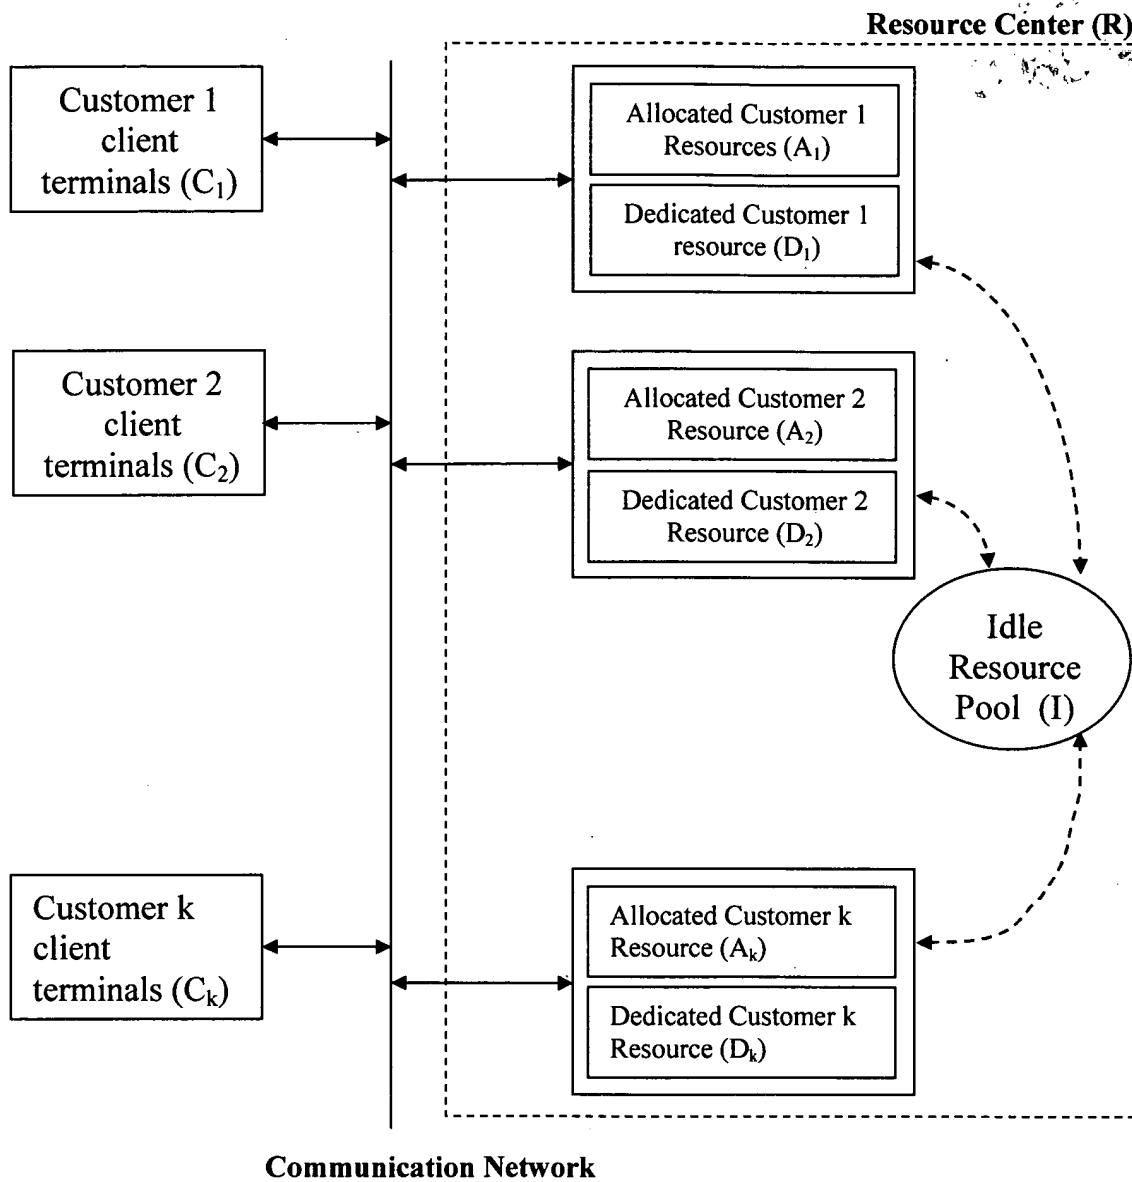 Resource Center (R)
Customer 1
client
terminals (C₁)
Allocated Customer 1
Resources (A₁)
Dedicated Customer 1
resource (D₁)
Customer 2
client
terminals (C₂)
Allocated Customer 2
Resource (A₂)
Dedicated Customer 2
Resource (D₂)
Idle
Resource
Pool (I)
Customer k
client
terminals (Cₖ)
Allocated Customer k
Resource (Aₖ)
Dedicated Customer k
Resource (Dₖ)
Communication Network